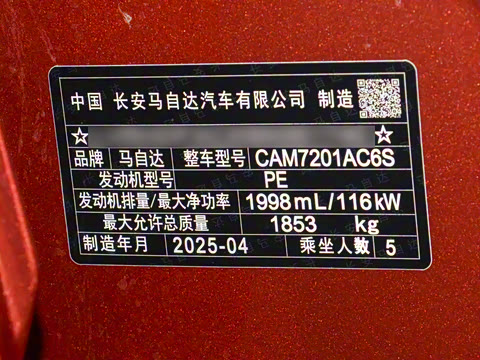 中国 长安马自达汽车有限公司 制造
☆ ☆
品牌 马自达 整车型号 CAM7201AC6S
发动机型号 PE
发动机排量/最大净功率 1998mL/116kW
最大允许总质量 1853 kg
制造年月 2025-04 乘坐人数 5